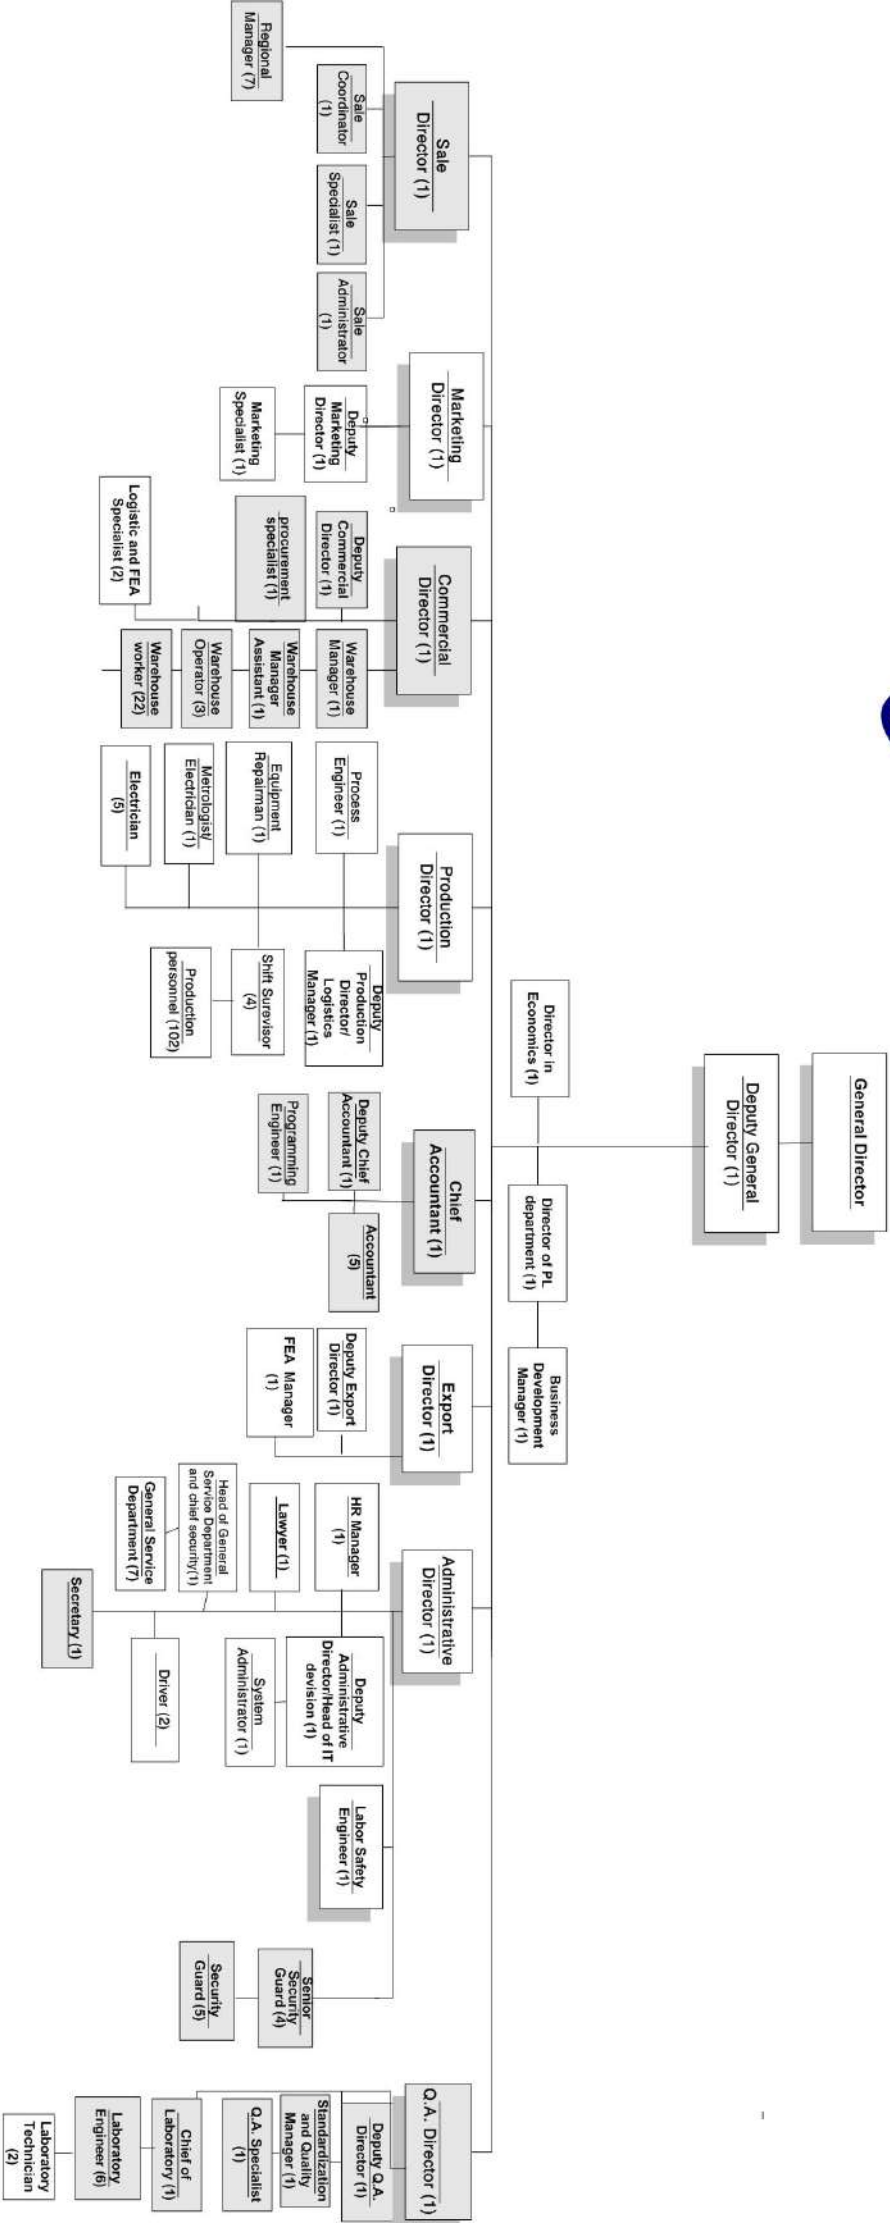 General Director
Deputy General
Director (1)
Director in
Economics (1)
Director of PL
department (1)
Business
Development
Manager (1)
Sale
Director (1)
Regional
Manager (7)
Sale
Coordinator
(1)
Sale
Specialist (1)
Sale
Administrator
(1)
Marketing
Director (1)
Deputy
Marketing
Director (1)
Marketing
Specialist (1)
Commercial
Director (1)
Deputy
Commercial
Director (1)
procurement
specialist (1)
Logistic and FEA
Specialist (2)
Warehouse
Manager (1)
Warehouse
Manager
Assistant (1)
Warehouse
Operator (3)
Warehouse
worker (22)
Production
Director (1)
Process
Engineer (1)
Equipment
Repairman (1)
Metrologist/
Electrician (1)
Electrician
(5)
Deputy
Production
Director/
Logistics
Manager (1)
Shift Surevisor
(4)
Production
personnel (102)
Chief
Accountant (1)
Deputy Chief
Accountant (1)
Programming
Engineer (1)
Accountant
(5)
Export
Director (1)
Deputy Export
Director (1)
FEA Manager
(1)
Administrative
Director (1)
HR Manager
(1)
Lawyer (1)
Head of General
Service Department
and chief security(1)
General Service
Department (7)
Secretary (1)
Deputy
Administrative
Director/Head of IT
devision (1)
System
Administrator (1)
Driver (2)
Labor Safety
Engineer (1)
Senior
Security
Guard (4)
Security
Guard (5)
Q.A. Director (1)
Deputy Q.A.
Director (1)
Standardization
and Quality
Manager (1)
Q.A. Specialist
(1)
Chief of
Laboratory (1)
Laboratory
Engineer (6)
Laboratory
Technician
(2)